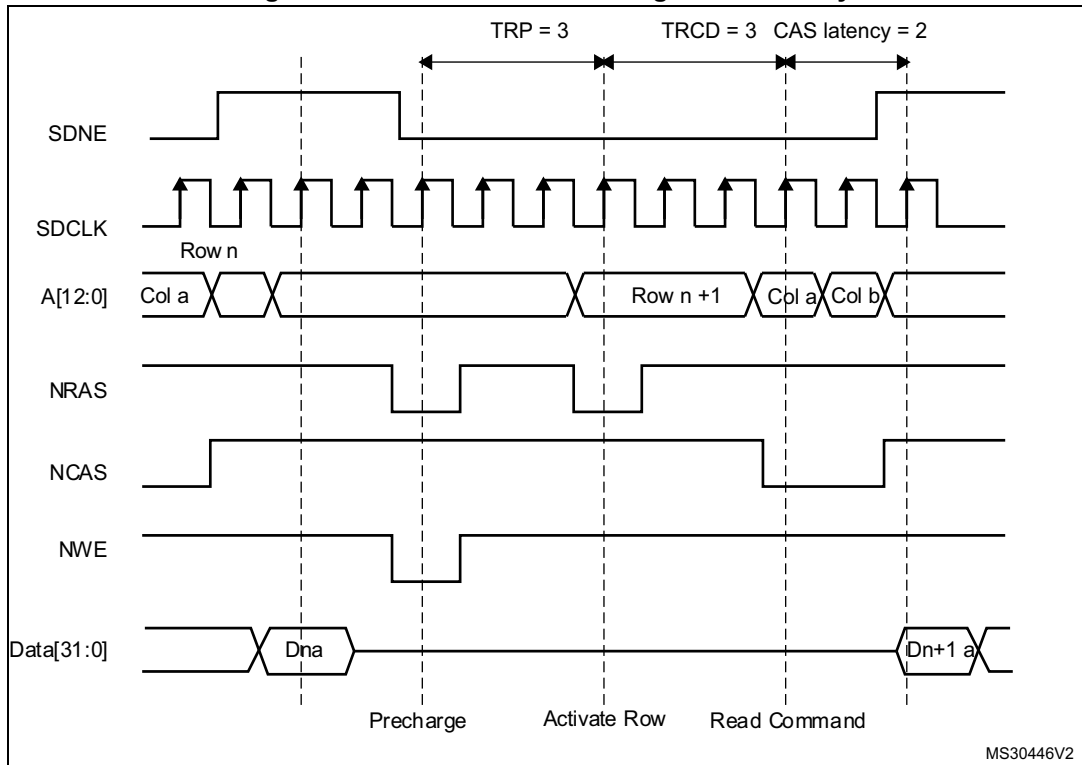 TRP = 3 TRCD = 3 CAS latency = 2
SDNE
SDCLK
Row n
A[12:0] Col a Row n +1 Col a Col b
NRAS
NCAS
NWE
Data[31:0] Dna Dn+1 a
Precharge Activate Row Read Command
MS30446V2